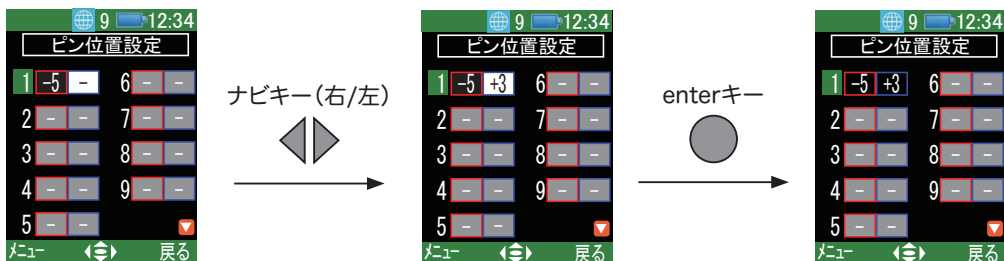 9 12:34
ピン位置設定
1 -5 - 6 - -
2 - - 7 - -
3 - - 8 - -
4 - - 9 - -
5 - -
ﾒﾆｭｰ 戻る
ナビキー(右/左)
9 12:34
ピン位置設定
1 -5 +3 6 - -
2 - - 7 - -
3 - - 8 - -
4 - - 9 - -
5 - -
ﾒﾆｭｰ 戻る
enterキー
9 12:34
ピン位置設定
1 -5 +3 6 - -
2 - - 7 - -
3 - - 8 - -
4 - - 9 - -
5 - -
ﾒﾆｭｰ 戻る